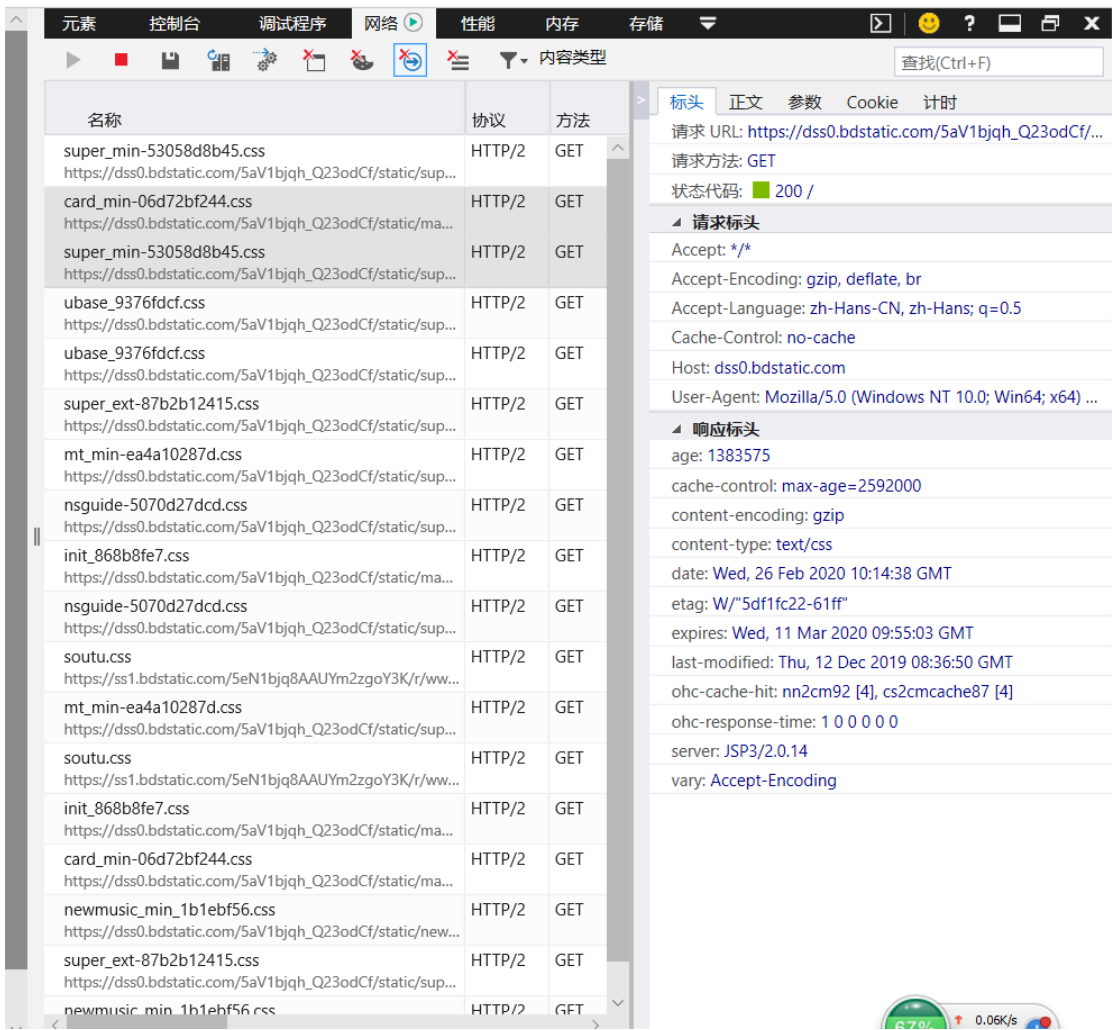 元素 控制台 调试程序 网络 性能 内存 存储 ?
内容类型 查找(Ctrl+F)
名称 协议 方法
super_min-53058d8b45.css HTTP/2 GET
https://dss0.bdstatic.com/5aV1bjqh_Q23odCf/static/sup...
card_min-06d72bf244.css HTTP/2 GET
https://dss0.bdstatic.com/5aV1bjqh_Q23odCf/static/ma...
super_min-53058d8b45.css HTTP/2 GET
https://dss0.bdstatic.com/5aV1bjqh_Q23odCf/static/sup...
ubase_9376fdcf.css HTTP/2 GET
https://dss0.bdstatic.com/5aV1bjqh_Q23odCf/static/sup...
ubase_9376fdcf.css HTTP/2 GET
https://dss0.bdstatic.com/5aV1bjqh_Q23odCf/static/sup...
super_ext-87b2b12415.css HTTP/2 GET
https://dss0.bdstatic.com/5aV1bjqh_Q23odCf/static/sup...
mt_min-ea4a10287d.css HTTP/2 GET
https://dss0.bdstatic.com/5aV1bjqh_Q23odCf/static/sup...
nsguide-5070d27dcd.css HTTP/2 GET
https://dss0.bdstatic.com/5aV1bjqh_Q23odCf/static/sup...
init_868b8fe7.css HTTP/2 GET
https://dss0.bdstatic.com/5aV1bjqh_Q23odCf/static/ma...
nsguide-5070d27dcd.css HTTP/2 GET
https://dss0.bdstatic.com/5aV1bjqh_Q23odCf/static/sup...
soutu.css HTTP/2 GET
https://ss1.bdstatic.com/5eN1bjq8AAUYm2zgoY3K/r/ww...
mt_min-ea4a10287d.css HTTP/2 GET
https://dss0.bdstatic.com/5aV1bjqh_Q23odCf/static/sup...
soutu.css HTTP/2 GET
https://ss1.bdstatic.com/5eN1bjq8AAUYm2zgoY3K/r/ww...
init_868b8fe7.css HTTP/2 GET
https://dss0.bdstatic.com/5aV1bjqh_Q23odCf/static/ma...
card_min-06d72bf244.css HTTP/2 GET
https://dss0.bdstatic.com/5aV1bjqh_Q23odCf/static/ma...
newmusic_min_1b1ebf56.css HTTP/2 GET
https://dss0.bdstatic.com/5aV1bjqh_Q23odCf/static/new...
super_ext-87b2b12415.css HTTP/2 GET
https://dss0.bdstatic.com/5aV1bjqh_Q23odCf/static/sup...
newmusic_min_1b1ebf56.css HTTP/2 GET
标头 正文 参数 Cookie 计时
请求 URL: https://dss0.bdstatic.com/5aV1bjqh_Q23odCf/...
请求方法: GET
状态代码: 200 /
请求标头
Accept: */*
Accept-Encoding: gzip, deflate, br
Accept-Language: zh-Hans-CN, zh-Hans; q=0.5
Cache-Control: no-cache
Host: dss0.bdstatic.com
User-Agent: Mozilla/5.0 (Windows NT 10.0; Win64; x64) ...
响应标头
age: 1383575
cache-control: max-age=2592000
content-encoding: gzip
content-type: text/css
date: Wed, 26 Feb 2020 10:14:38 GMT
etag: W/"5df1fc22-61ff"
expires: Wed, 11 Mar 2020 09:55:03 GMT
last-modified: Thu, 12 Dec 2019 08:36:50 GMT
ohc-cache-hit: nn2cm92 [4], cs2cmcache87 [4]
ohc-response-time: 1 0 0 0 0 0
server: JSP3/2.0.14
vary: Accept-Encoding
67% 0.06K/s